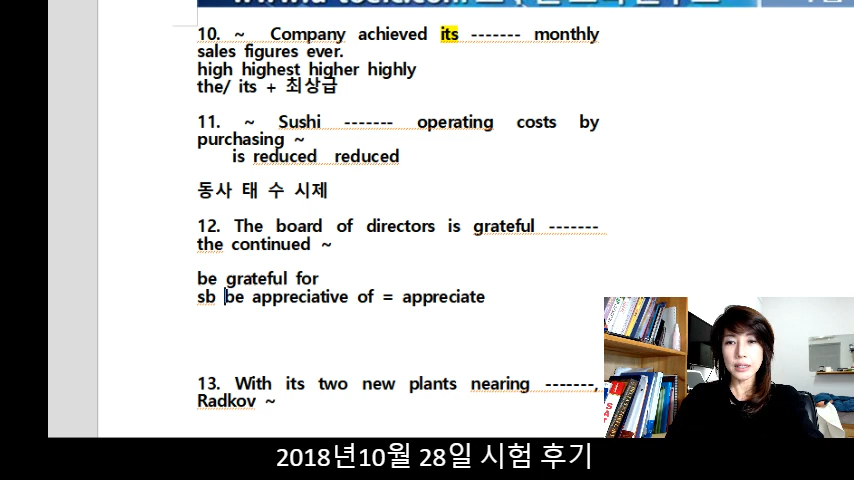 10. ~ Company achieved its ------- monthly
sales figures ever.
high highest higher highly
the/ its + 최상급
11. ~ Sushi ------- operating costs by
purchasing ~
is reduced reduced
동사 태 수 시제
12. The board of directors is grateful -------
the continued ~
be grateful for
sb be appreciative of = appreciate
13. With its two new plants nearing -------,
Radkov ~
2018년10월 28일 시험 후기